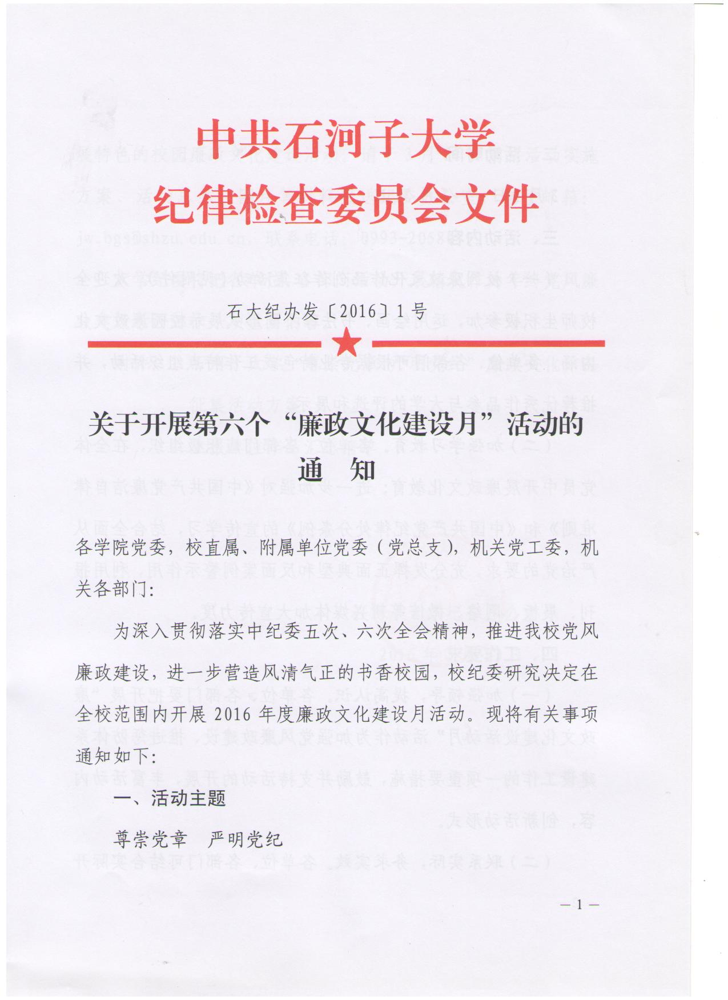 中共石河子大学
纪律检查委员会文件
石大纪办发〔2016〕1号
关于开展第六个“廉政文化建设月”活动的
通 知
各学院党委，校直属、附属单位党委（党总支），机关党工委，机
关各部门：
为深入贯彻落实中纪委五次、六次全会精神，推进我校党风
廉政建设，进一步营造风清气正的书香校园，校纪委研究决定在
全校范围内开展 2016 年度廉政文化建设月活动。现将有关事项
通知如下：
一、活动主题
尊崇党章 严明党纪
— 1 —